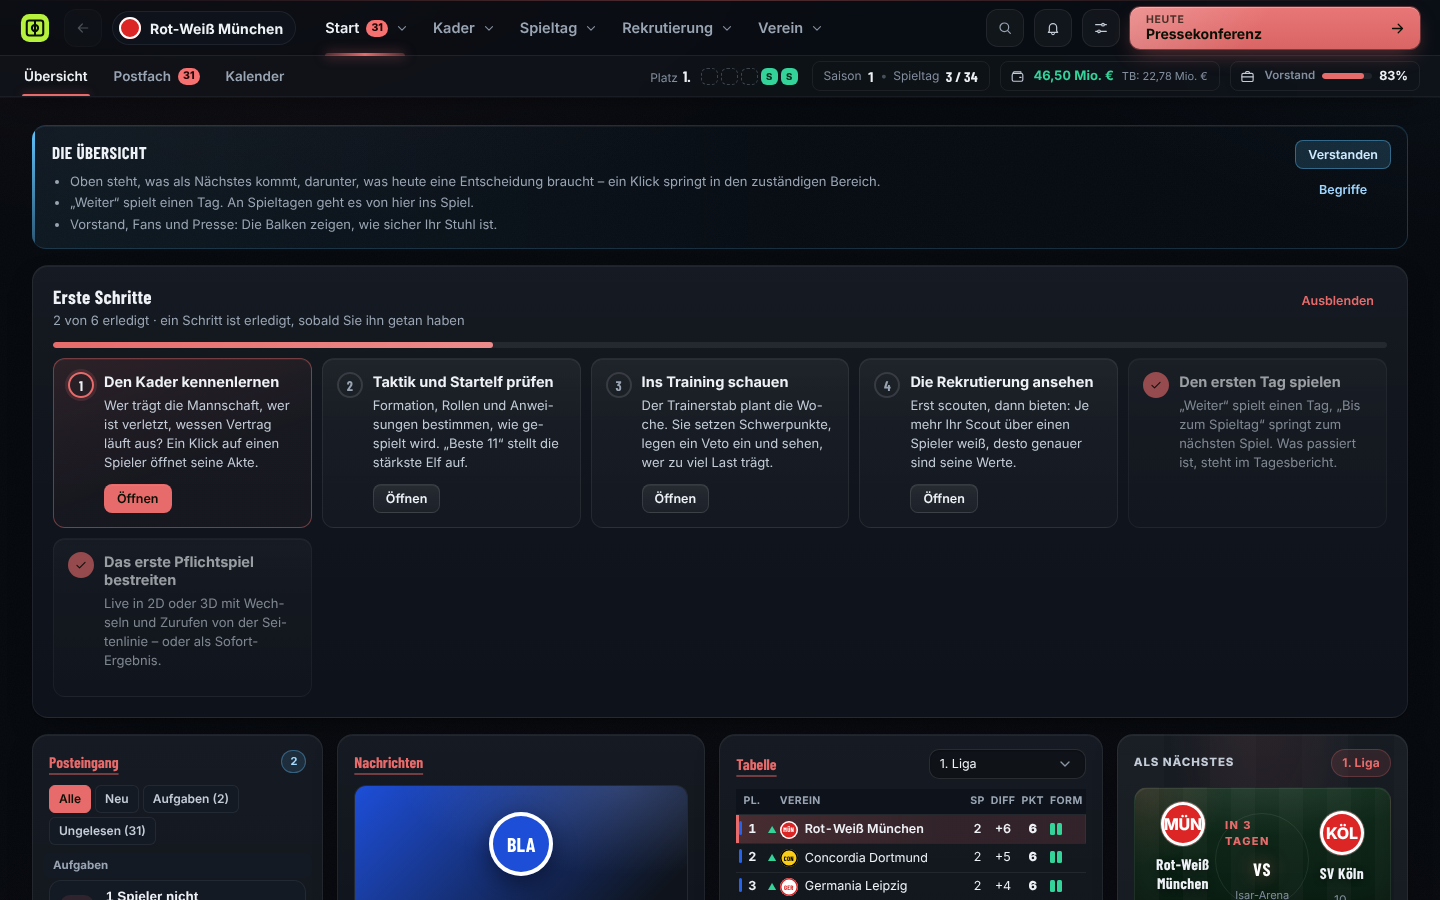 Rot-Weiß München
Start 31
Kader
Spieltag
Rekrutierung
Verein
HEUTE
Pressekonferenz
Übersicht
Postfach 31
Kalender
Platz 1.
S S
Saison 1 • Spieltag 3 / 34
46,50 Mio. € TB: 22,78 Mio. €
Vorstand 83%
DIE ÜBERSICHT
• Oben steht, was als Nächstes kommt, darunter, was heute eine Entscheidung braucht – ein Klick springt in den zuständigen Bereich.
• „Weiter“ spielt einen Tag. An Spieltagen geht es von hier ins Spiel.
• Vorstand, Fans und Presse: Die Balken zeigen, wie sicher Ihr Stuhl ist.
Verstanden
Begriffe
Erste Schritte
2 von 6 erledigt · ein Schritt ist erledigt, sobald Sie ihn getan haben
Ausblenden
1 Den Kader kennenlernen
Wer trägt die Mannschaft, wer
ist verletzt, wessen Vertrag
läuft aus? Ein Klick auf einen
Spieler öffnet seine Akte.
Öffnen
2 Taktik und Startelf prüfen
Formation, Rollen und Anwei-
sungen bestimmen, wie ge-
spielt wird. „Beste 11“ stellt die
stärkste Elf auf.
Öffnen
3 Ins Training schauen
Der Trainerstab plant die Wo-
che. Sie setzen Schwerpunkte,
legen ein Veto ein und sehen,
wer zu viel Last trägt.
Öffnen
4 Die Rekrutierung ansehen
Erst scouten, dann bieten: Je
mehr Ihr Scout über einen
Spieler weiß, desto genauer
sind seine Werte.
Öffnen
Den ersten Tag spielen
„Weiter“ spielt einen Tag, „Bis
zum Spieltag“ springt zum
nächsten Spiel. Was passiert
ist, steht im Tagesbericht.
Das erste Pflichtspiel
bestreiten
Live in 2D oder 3D mit Wech-
seln und Zurufen von der Sei-
tenlinie – oder als Sofort-
Ergebnis.
Posteingang
2
Alle
Neu
Aufgaben (2)
Ungelesen (31)
Aufgaben
1 Spieler nicht
Nachrichten
BLA
Tabelle
1. Liga
PL. VEREIN SP DIFF PKT FORM
1 MÜN Rot-Weiß München 2 +6 6
2 CON Concordia Dortmund 2 +5 6
3 GER Germania Leipzig 2 +4 6
ALS NÄCHSTES
1. Liga
MÜN
Rot-Weiß
München
IN 3
TAGEN
VS
Isar-Arena
KÖL
SV Köln
10.